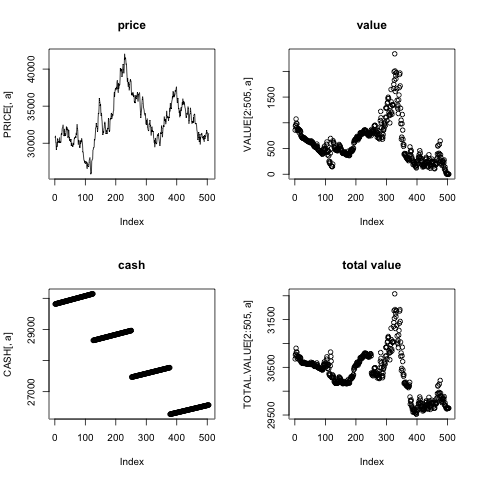 price
PRICE[, a]
30000 35000 40000
0 100 200 300 400 500
Index
value
VALUE[2:505, a]
0 500 1500
0 100 200 300 400 500
Index
cash
CASH[, a]
27000 29000
0 100 200 300 400 500
Index
total value
TOTAL.VALUE[2:505, a]
29500 30500 31500
0 100 200 300 400 500
Index